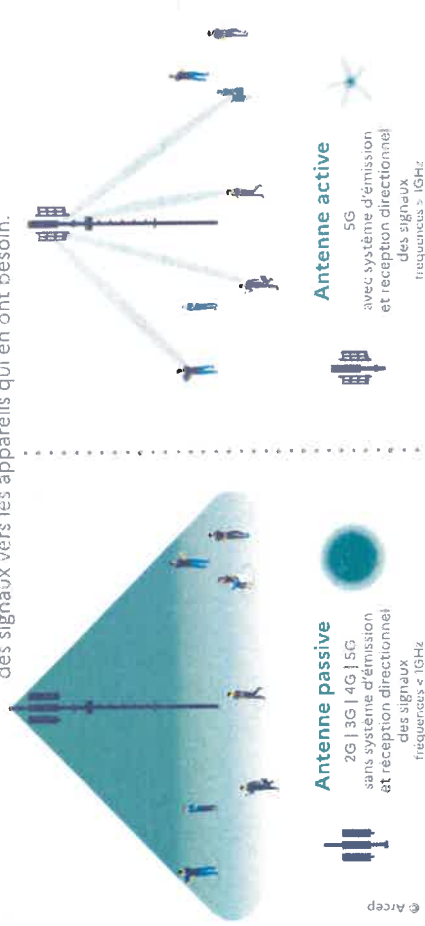 des signaux vers les appareils qui en ont besoin.
Antenne passive
2G | 3G | 4G | 5G
sans système d'émission
et réception directionnel
des signaux
fréquences < 1GHz
Antenne active
5G
avec système d'émission
et reception directionnel
des signaux
fréquences > 1GHz
© Arcep